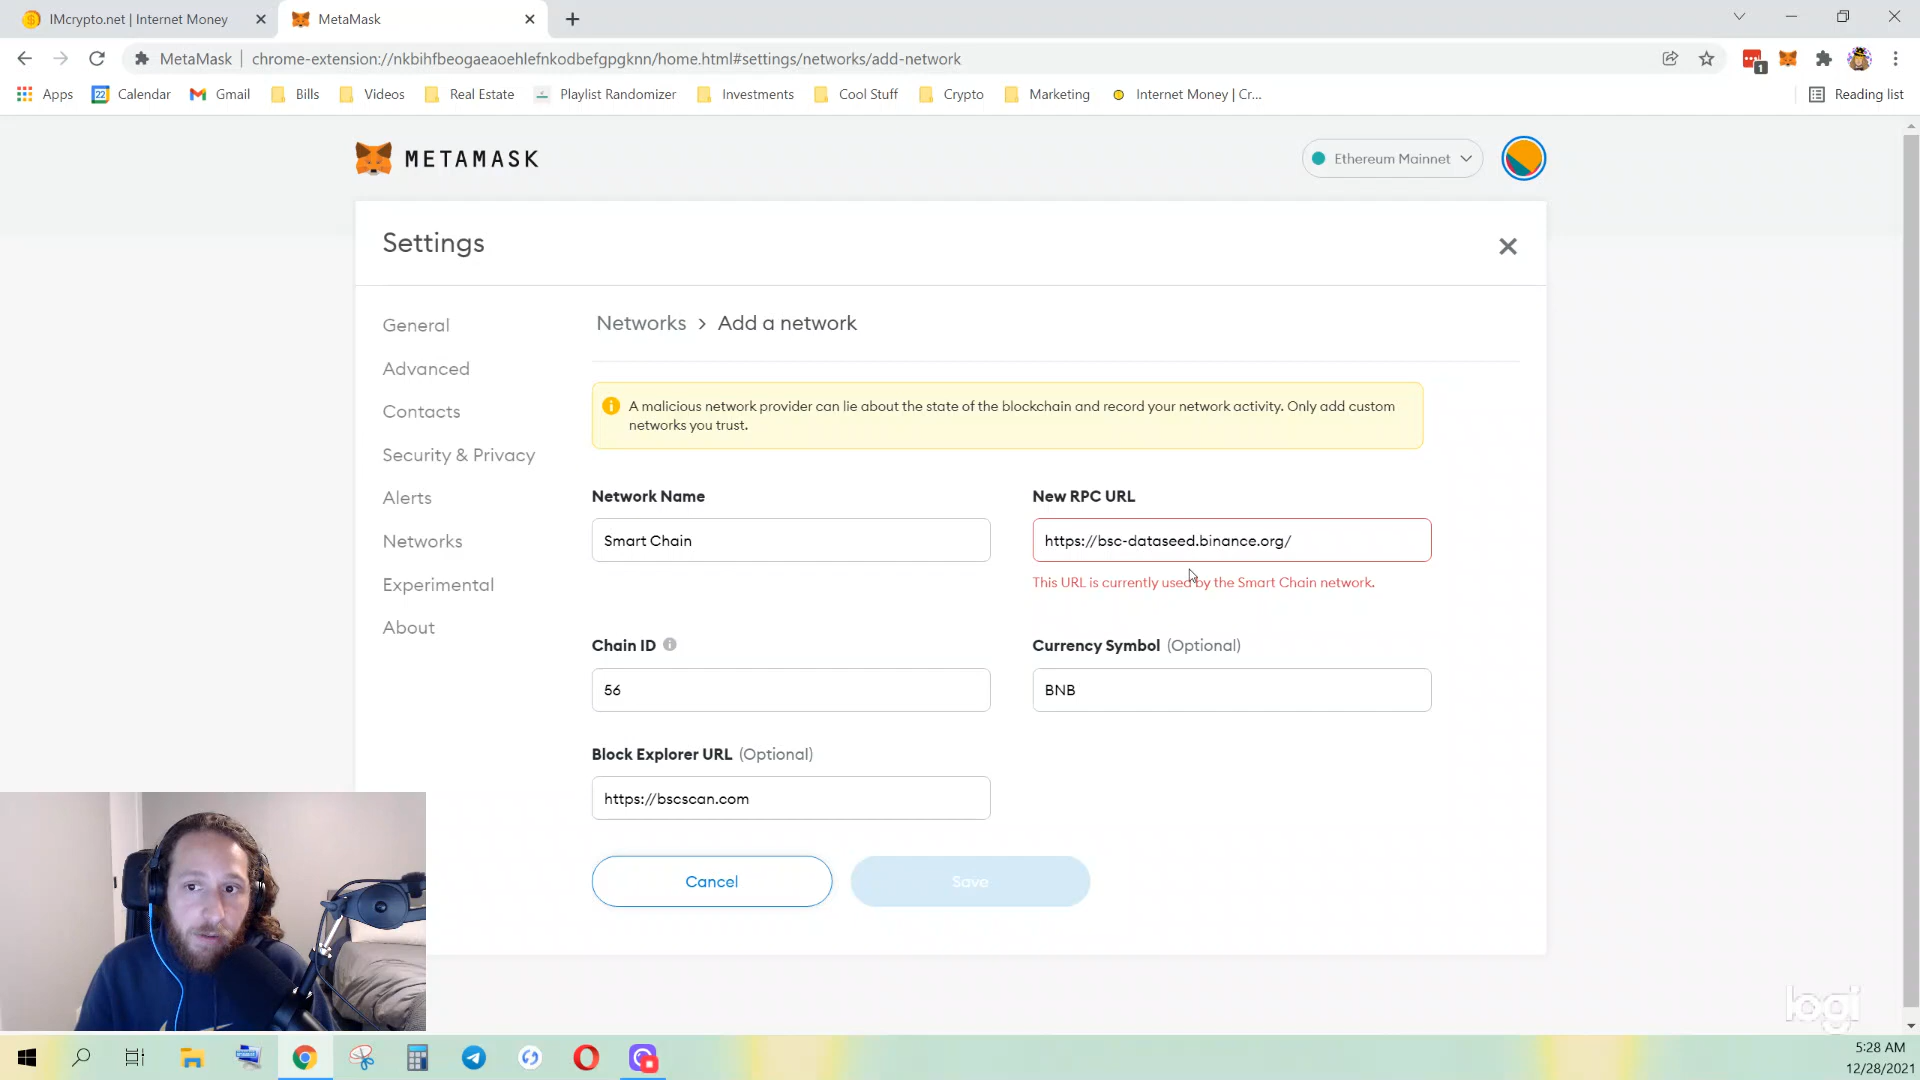 IMcrypto.net | Internet Money
MetaMask
MetaMask
chrome-extension://nkbihfbeogaeaoehlefnkodbefgpgknn/home.html#settings/networks/add-network
1
Apps
22
Calendar
Gmail
Bills
Videos
Real Estate
Playlist Randomizer
Investments
Cool Stuff
Crypto
Marketing
Internet Money | Cr...
Reading list
METAMASK
Ethereum Mainnet
Settings
General
Advanced
Contacts
Security & Privacy
Alerts
Networks
Experimental
About
Networks > Add a network
A malicious network provider can lie about the state of the blockchain and record your network activity. Only add custom
networks you trust.
Network Name
Smart Chain
New RPC URL
https://bsc-dataseed.binance.org/
This URL is currently used by the Smart Chain network.
Chain ID
56
Currency Symbol (Optional)
BNB
Block Explorer URL (Optional)
https://bscscan.com
Cancel
Save
logi
5:28 AM
12/28/2021